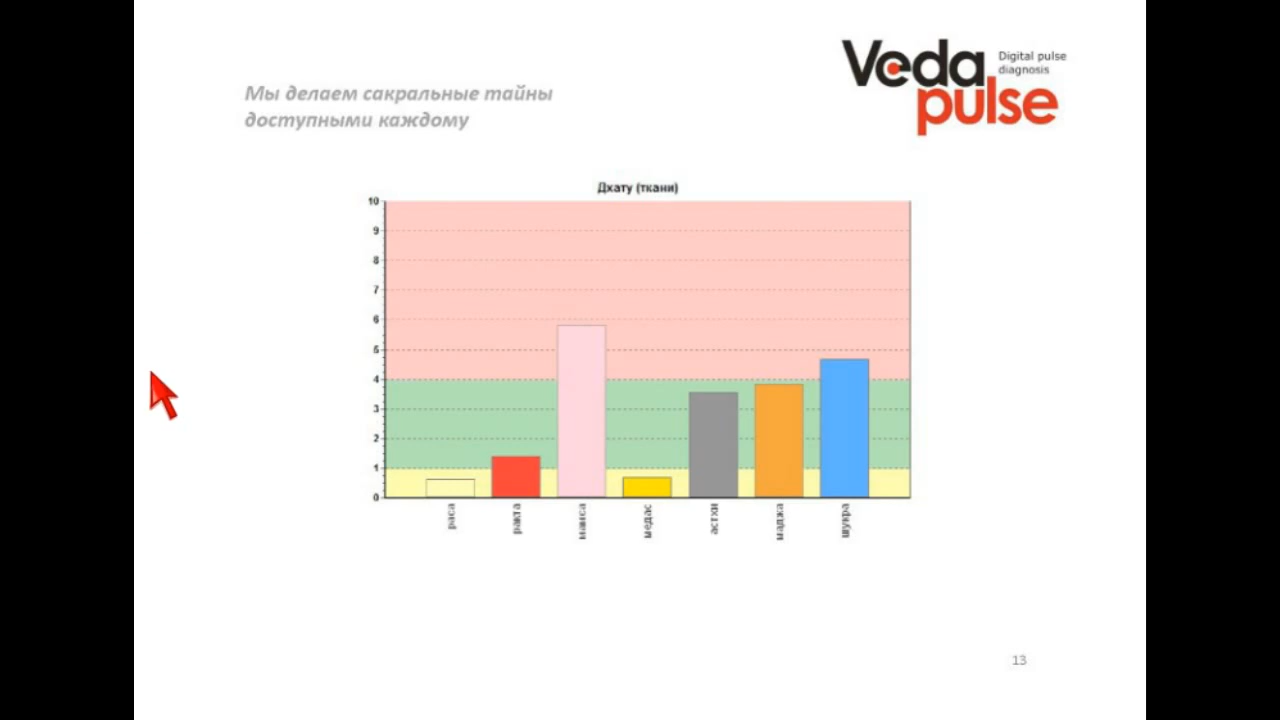 Мы делаем сакральные тайны
доступными каждому
Veda
pulse
Digital pulse
diagnosis
Дхату (ткани)
10
9
8
7
6
5
4
3
2
1
0
раса
ракта
мамса
медас
астхи
маджа
шукра
13